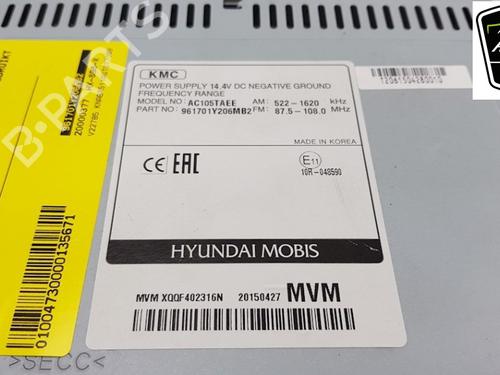 KMC
POWER SUPPLY 14.4V DC NEGATIVE GROUND
FREQUENCY RANGE
MODEL NO: AC105TAEE AM: 522-1620 kHz
PART NO: 961701Y206MB2 FM: 87.5-108.0 MHz
MADE IN KOREA
CE EAC E11
10R-048590
HYUNDAI MOBIS
MVM XQQF402316N 20150427 MVM
20000377
01004730000135671
>SECC<
B-PARTS